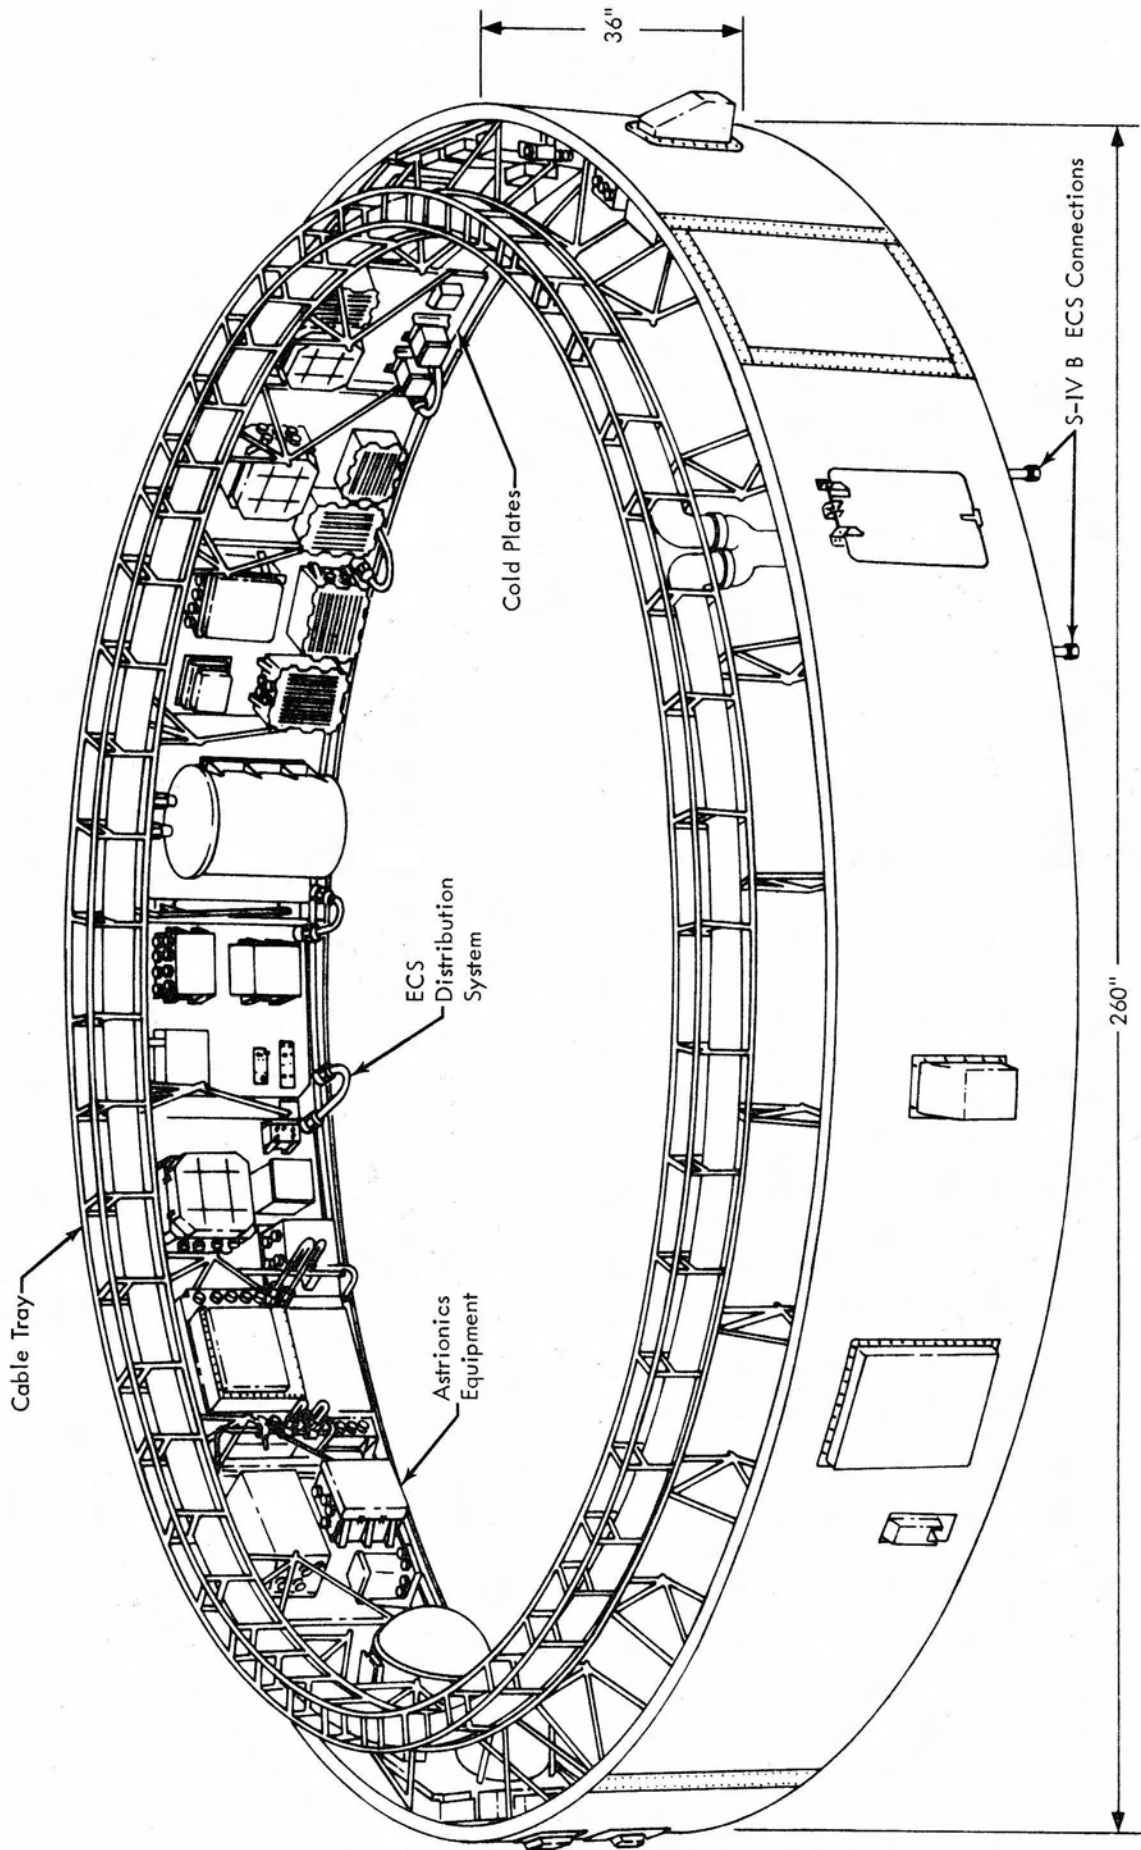 Cable Tray
Astrionics
Equipment
ECS
Distribution
System
Cold Plates
36"
S-IV B ECS Connections
260"